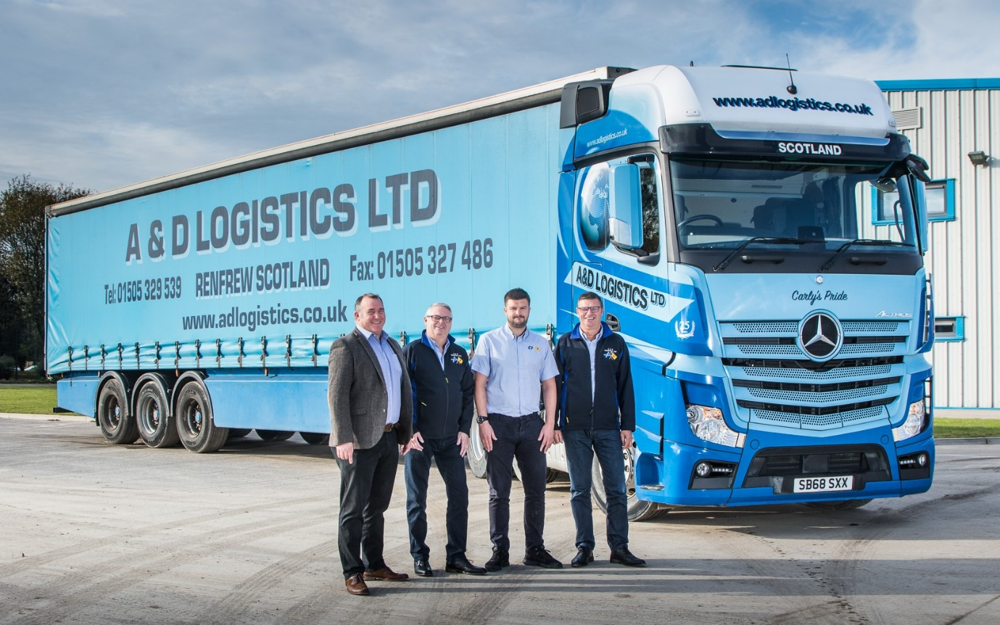 www.adlogistics.co.uk
www.adlogistics.co.uk
SCOTLAND
A & D LOGISTICS LTD
Tel: 01505 329 539 RENFREW SCOTLAND Fax: 01505 327 486
www.adlogistics.co.uk
A&D LOGISTICS LTD
25
Carly's Pride
ACTROS
SB68 SXX